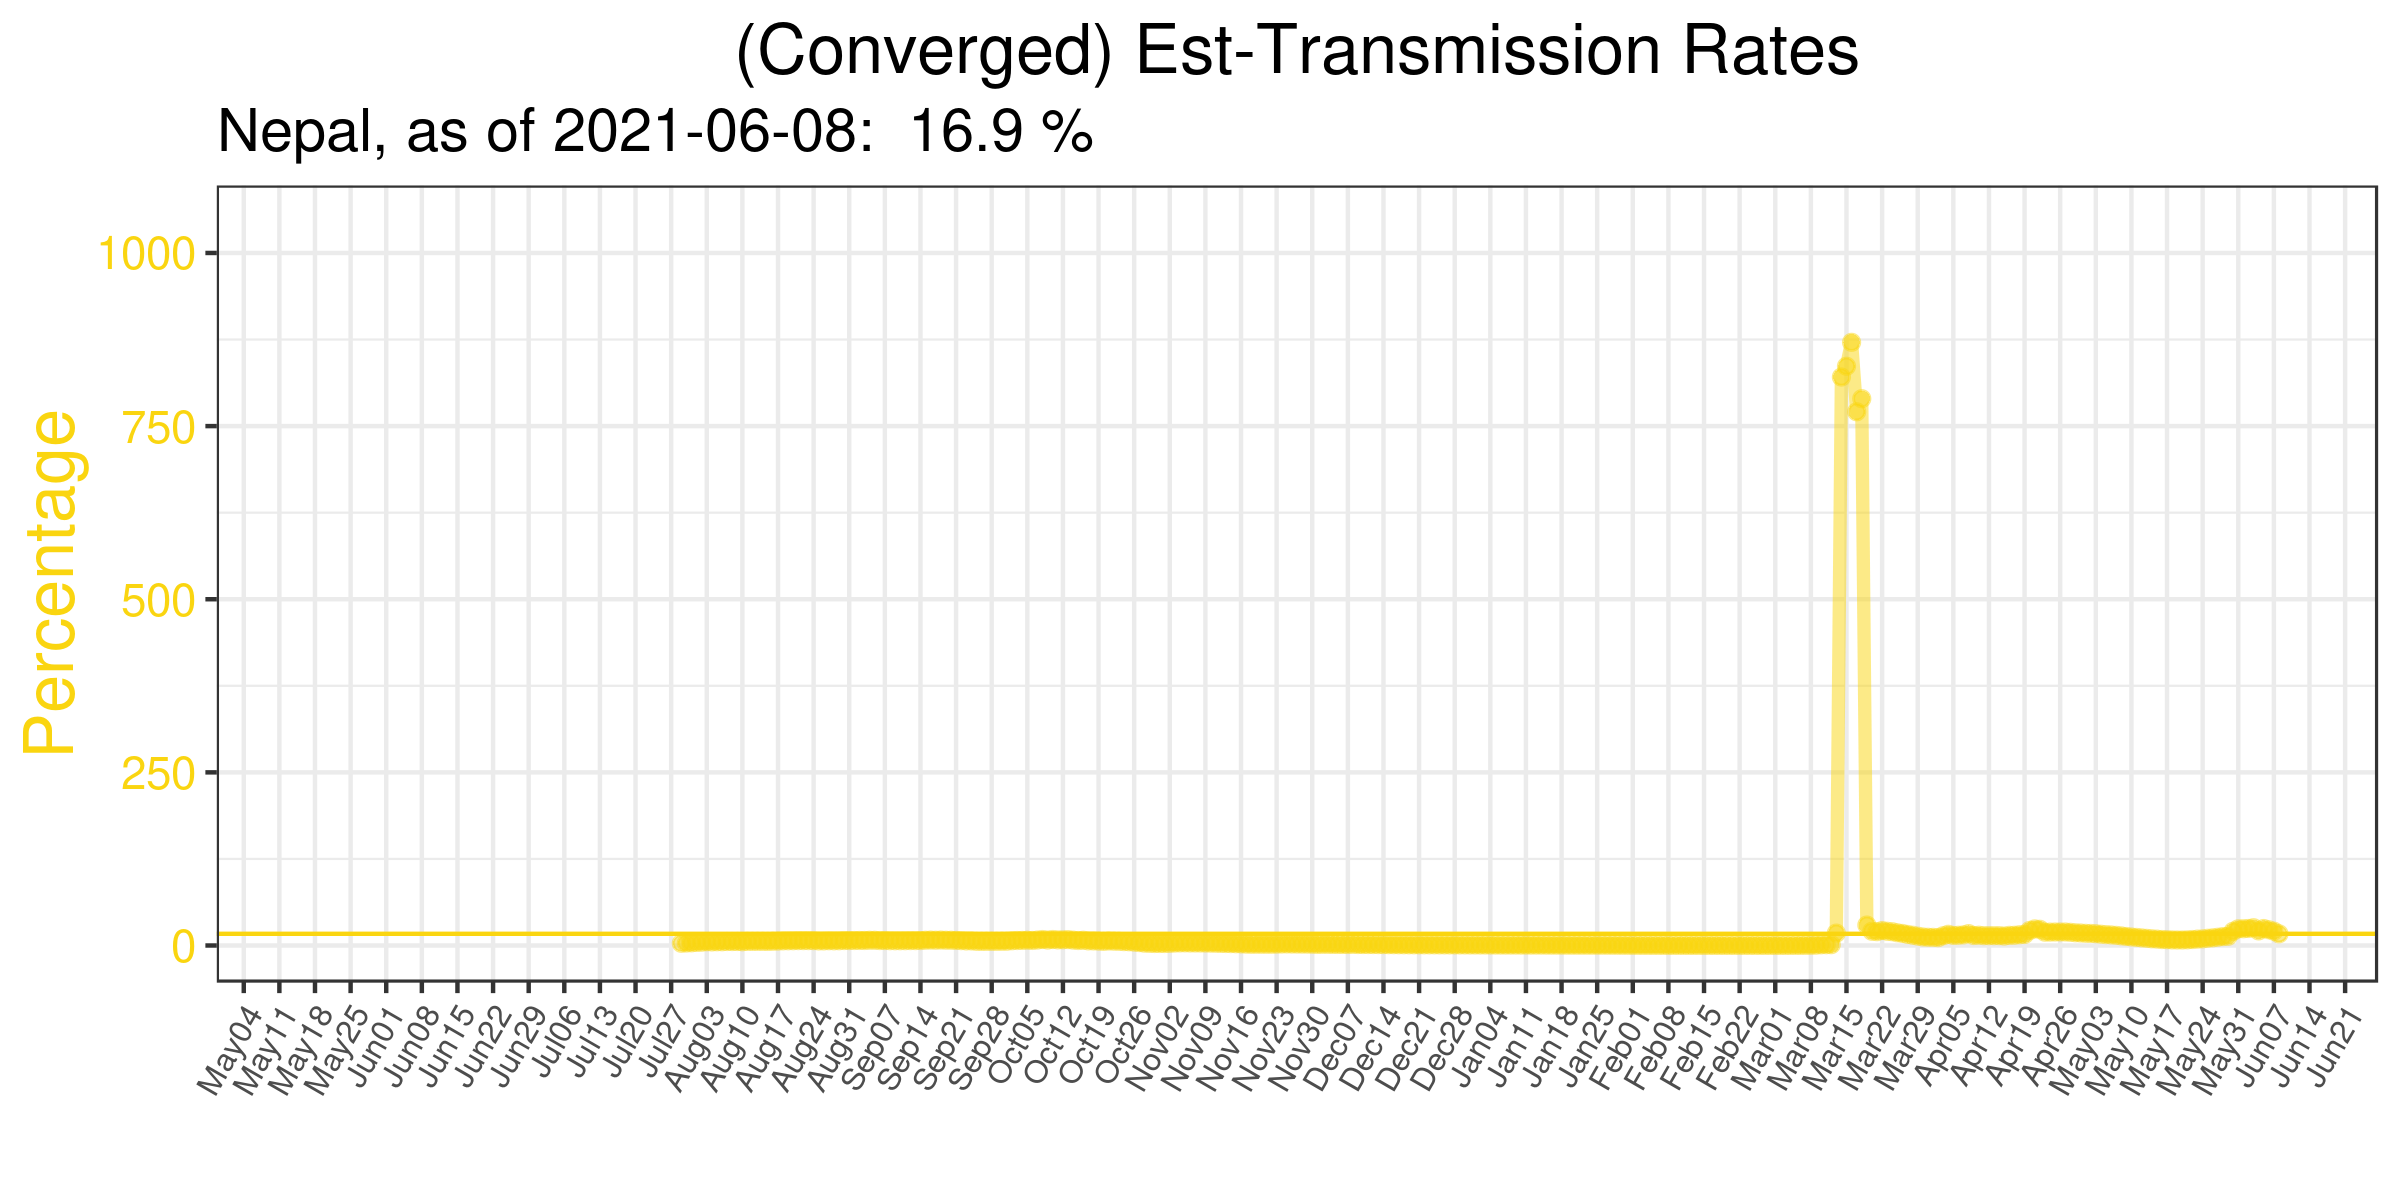 (Converged) Est-Transmission Rates
Nepal, as of 2021-06-08:  16.9 %
Percentage
1000
750
500
250
0
May04
May11
May18
May25
Jun01
Jun08
Jun15
Jun22
Jun29
Jul06
Jul13
Jul20
Jul27
Aug03
Aug10
Aug17
Aug24
Aug31
Sep07
Sep14
Sep21
Sep28
Oct05
Oct12
Oct19
Oct26
Nov02
Nov09
Nov16
Nov23
Nov30
Dec07
Dec14
Dec21
Dec28
Jan04
Jan11
Jan18
Jan25
Feb01
Feb08
Feb15
Feb22
Mar01
Mar08
Mar15
Mar22
Mar29
Apr05
Apr12
Apr19
Apr26
May03
May10
May17
May24
May31
Jun07
Jun14
Jun21